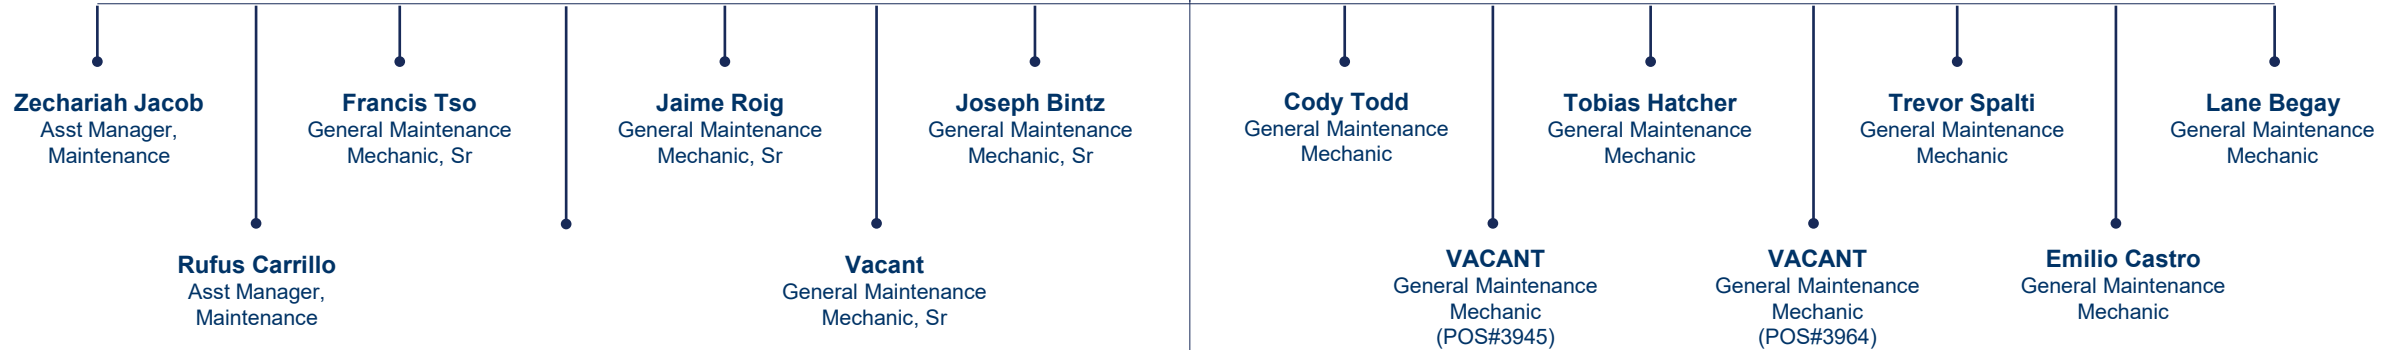 Zechariah Jacob
Asst Manager,
Maintenance
Francis Tso
General Maintenance
Mechanic, Sr
Jaime Roig
General Maintenance
Mechanic, Sr
Joseph Bintz
General Maintenance
Mechanic, Sr
Cody Todd
General Maintenance
Mechanic
Tobias Hatcher
General Maintenance
Mechanic
Trevor Spalti
General Maintenance
Mechanic
Lane Begay
General Maintenance
Mechanic
Rufus Carrillo
Asst Manager,
Maintenance
Vacant
General Maintenance
Mechanic, Sr
VACANT
General Maintenance
Mechanic
(POS#3945)
VACANT
General Maintenance
Mechanic
(POS#3964)
Emilio Castro
General Maintenance
Mechanic